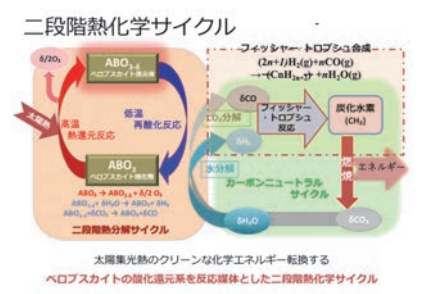 二段階熱化学サイクル
δ/2O₂
ABO₃₋δ
ペロブスカイト還元体
太陽熱
高温
熱還元反応
低温
再酸化反応
ABO₃
ペロブスカイト酸化物
ABO₃ → ABO₃₋δ + δ/2 O₂
ABO₃₋δ + δH₂O → ABO₃ + δH₂
ABO₃₋δ+δCO₂ → ABO₃+δCO
二段階熱分解サイクル
フィッシャー・トロプシュ合成
(2n+1)H₂(g)+nCO(g)
+nH₂O(g)
δCO
CO₂分解
δH₂
水分解
フィッシャー
・トロプシュ
反応
炭化水素
(CH₂)
燃焼
エネルギー
カーボンニュートラル
サイクル
δH₂O
δCO₂
太陽集光熱のクリーンな化学エネルギー転換する
ペロブスカイトの酸化還元系を反応媒体とした二段階熱化学サイクル